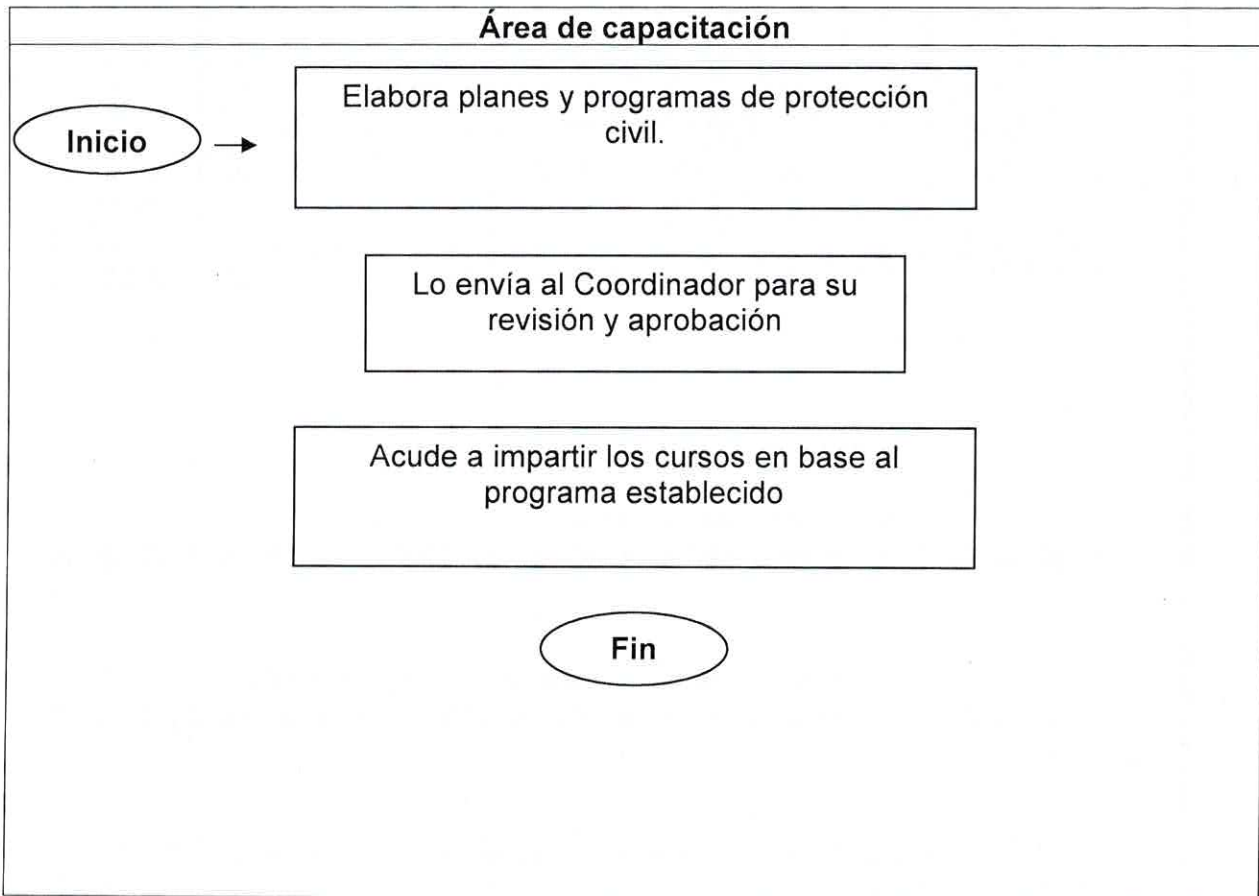 Área de capacitación
Inicio
Elabora planes y programas de protección
civil.
Lo envía al Coordinador para su
revisión y aprobación
Acude a impartir los cursos en base al
programa establecido
Fin